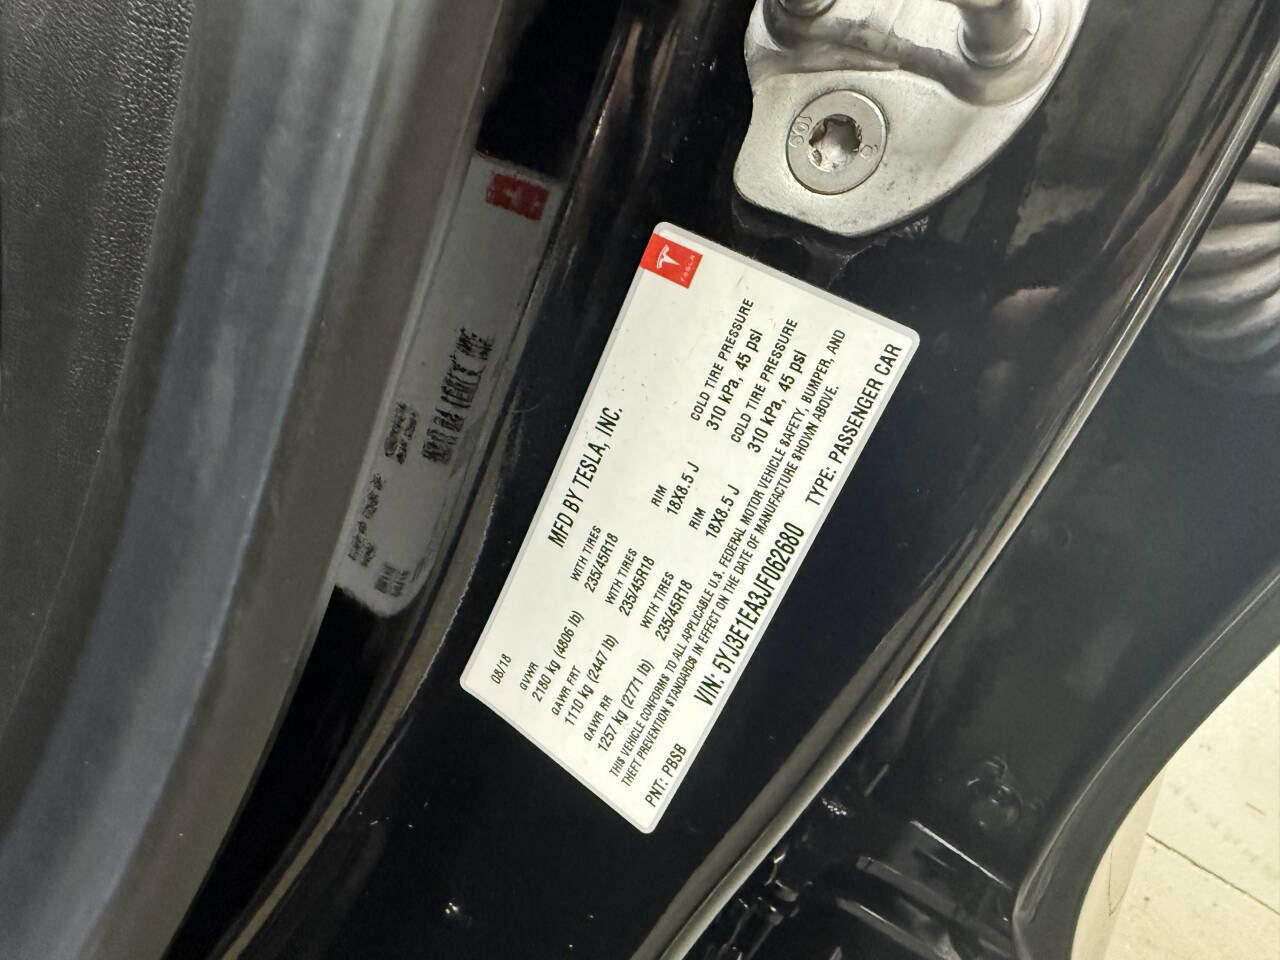 TESLA
MFD BY TESLA, INC.
08/18
GVWR
2180 kg (4806 lb)
WITH TIRES
235/45R18
RIM
18X8.5 J
COLD TIRE PRESSURE
310 kPa, 45 psi
GAWR FRT
1110 kg (2447 lb)
WITH TIRES
235/45R18
RIM
18X8.5 J
COLD TIRE PRESSURE
310 kPa, 45 psi
GAWR RR
1257 kg (2771 lb)
WITH TIRES
235/45R18
THIS VEHICLE CONFORMS TO ALL APPLICABLE U.S. FEDERAL MOTOR VEHICLE SAFETY, BUMPER, AND
THEFT PREVENTION STANDARDS IN EFFECT ON THE DATE OF MANUFACTURE SHOWN ABOVE.
PNT: PBSB VIN: 5YJ3E1EA3JF062680 TYPE: PASSENGER CAR